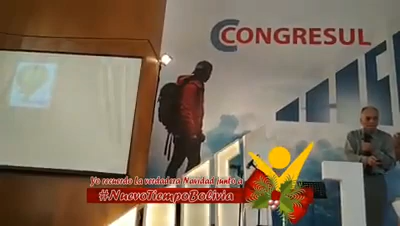 CONGRESUL
Yo recuerdo La verdadera Navidad junto a
#NuevoTiempoBolivia